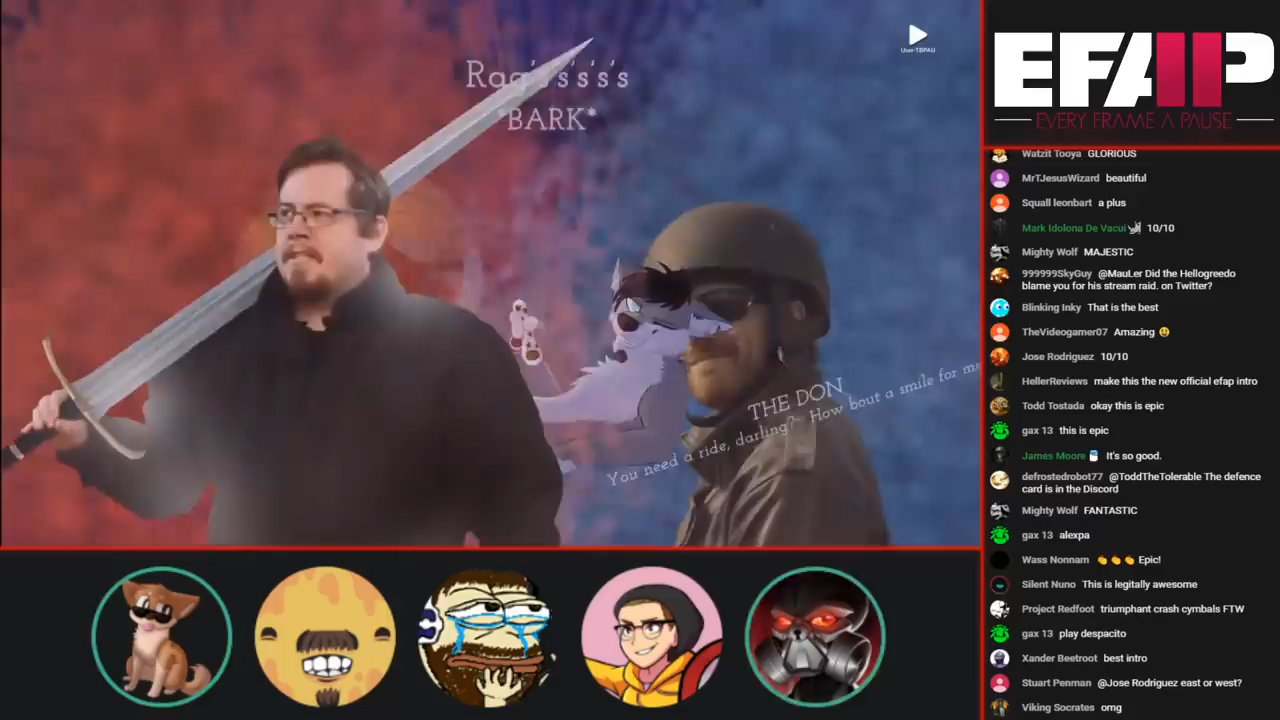 Rag's's's's
*BARK*
User-TBPAU
THE DON
You need a ride, darling?~ How bout a smile for
EFAP
EVERY FRAME A PAUSE
Watzit Tooya GLORIOUS
MrTJesusWizard beautiful
Squall leonbart a plus
Mark Idolona De Vacui 10/10
Mighty Wolf MAJESTIC
999999SkyGuy @MauLer Did the Hellogreedo
blame you for his stream raid. on Twitter?
Blinking Inky That is the best
TheVideogamer07 Amazing 😃
Jose Rodriguez 10/10
HellerReviews make this the new official efap intro
Todd Tostada okay this is epic
gax 13 this is epic
James Moore It's so good.
defrostedrobot77 @ToddTheTolerable The defence
card is in the Discord
Mighty Wolf FANTASTIC
gax 13 alexpa
Wass Nonnam 👏👏👏 Epic!
Silent Nuno This is legitally awesome
Project Redfoot triumphant crash cymbals FTW
gax 13 play despacito
Xander Beetroot best intro
Stuart Penman @Jose Rodriguez east or west?
Viking Socrates omg